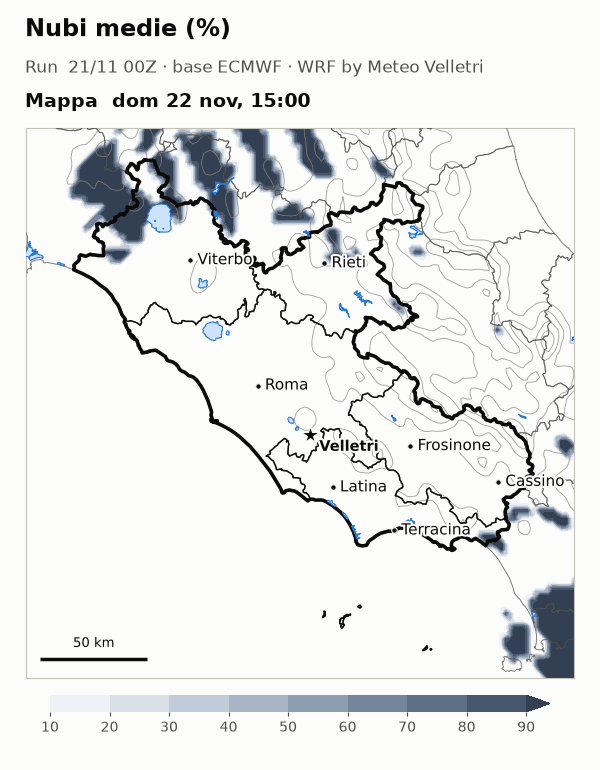 Nubi medie (%)
Run  21/11 00Z · base ECMWF · WRF by Meteo Velletri
Mappa  dom 22 nov, 15:00
Viterbo
Rieti
Roma
Velletri
Frosinone
Cassino
Latina
Terracina
50 km
10 20 30 40 50 60 70 80 90